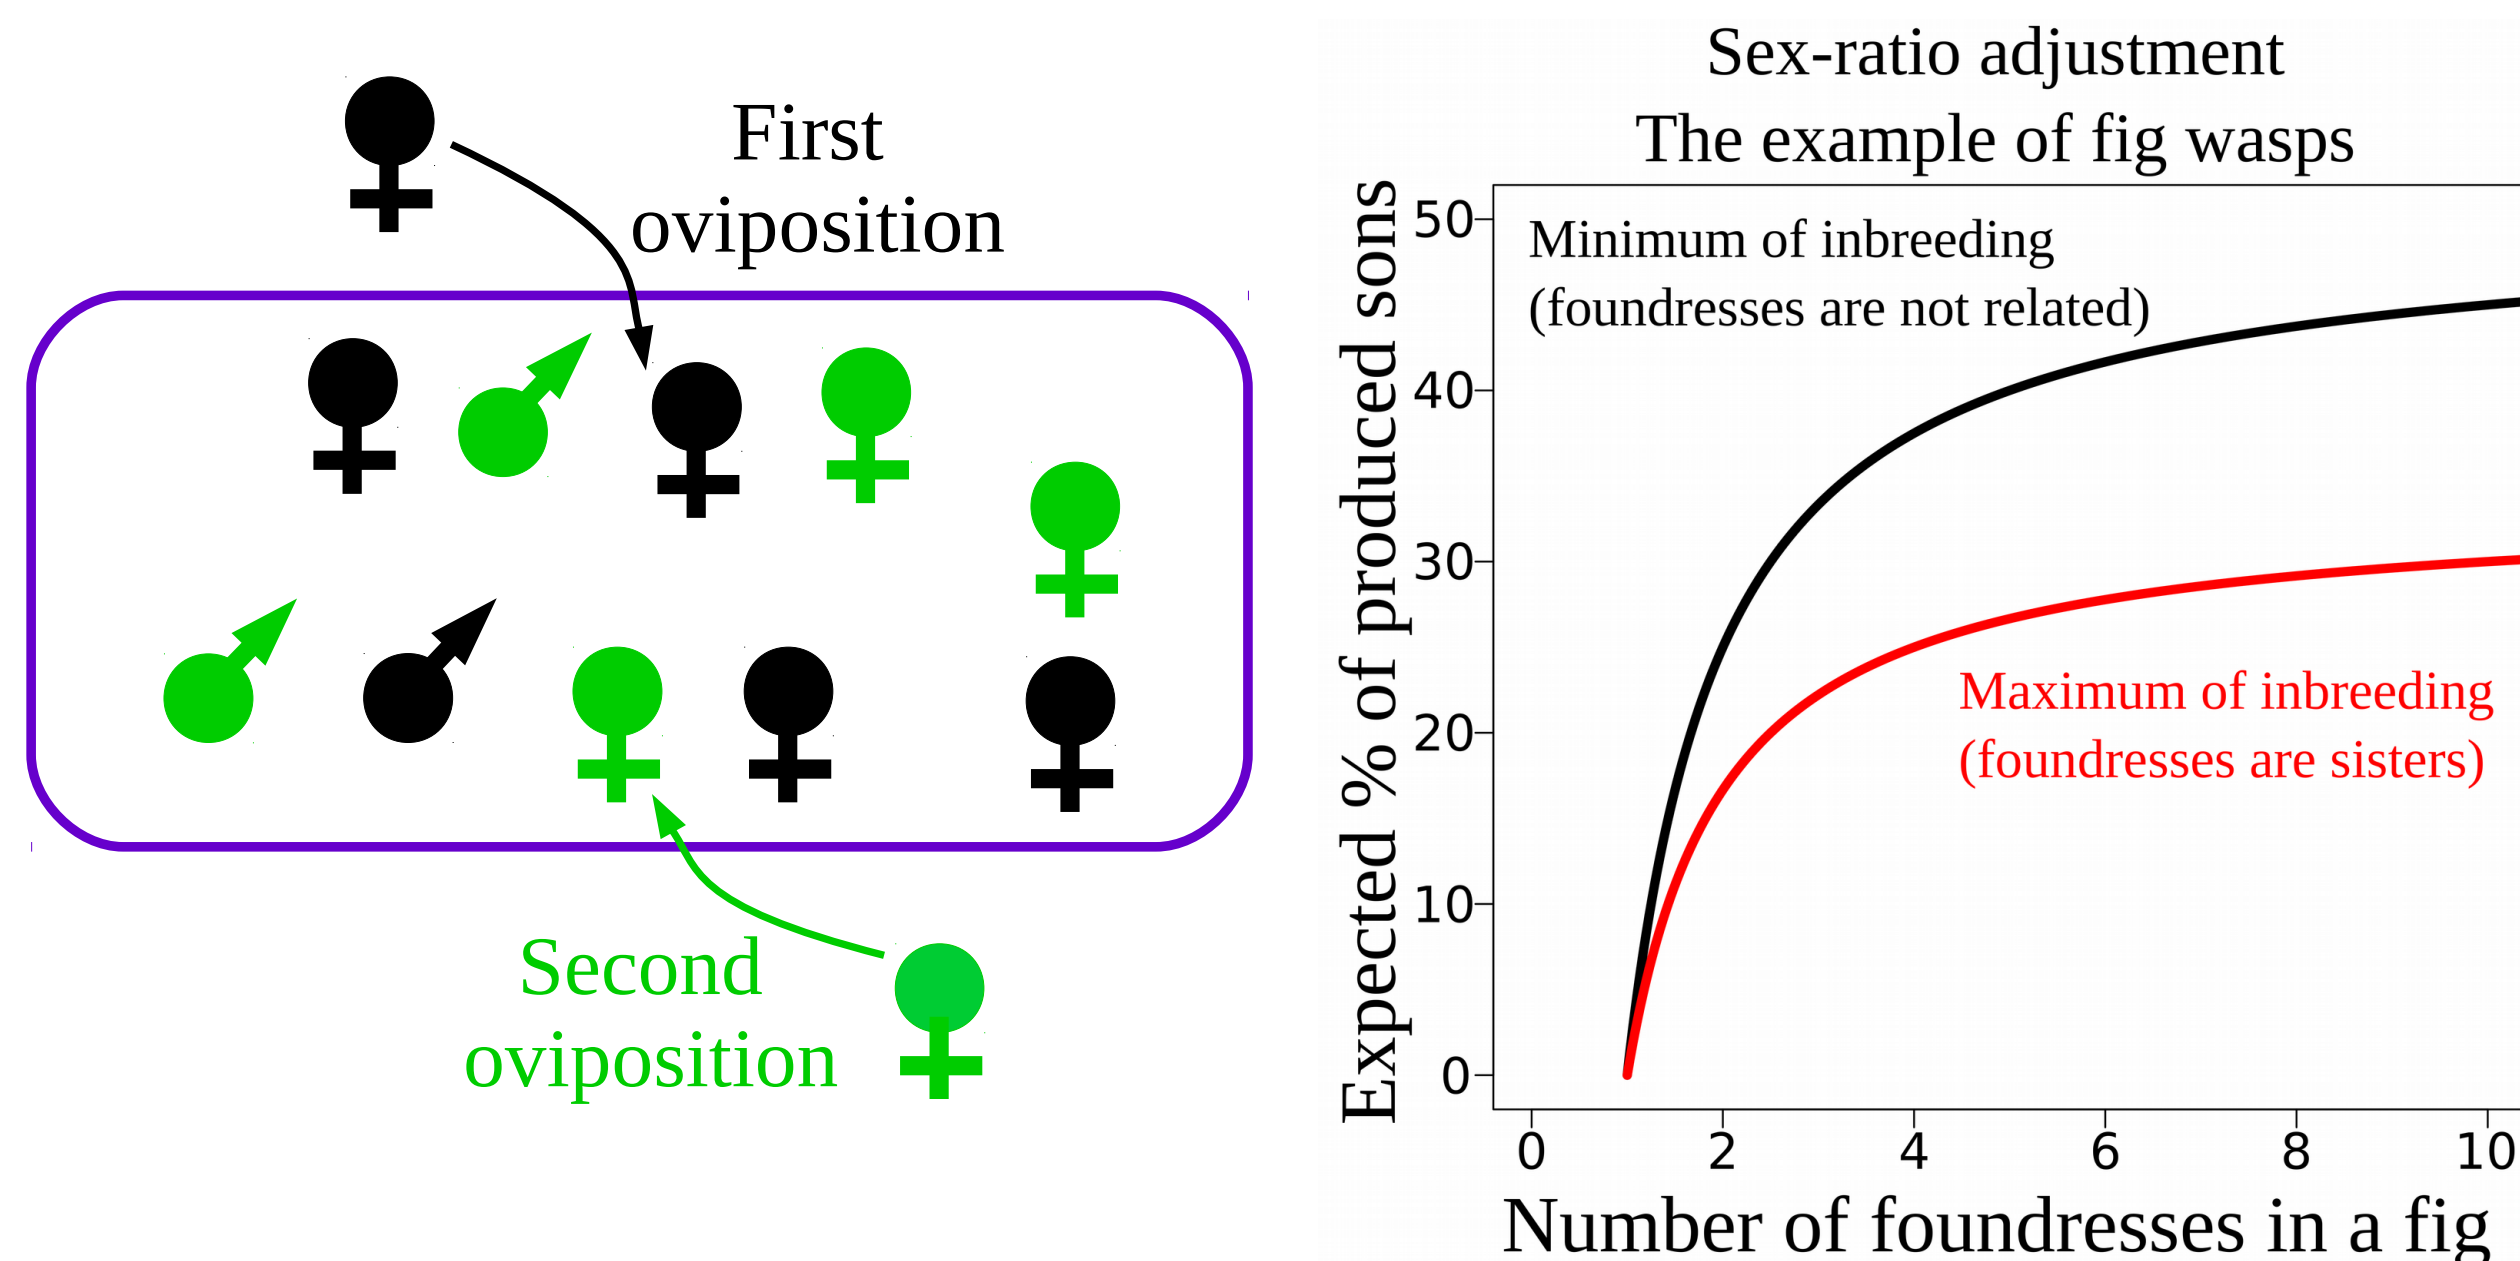 First
oviposition
Second
oviposition
Sex-ratio adjustment
The example of fig wasps
Expected % of produced sons
50
40
30
20
10
0
Minimum of inbreeding
(foundresses are not related)
Maximum of inbreeding
(foundresses are sisters)
0 2 4 6 8 10
Number of foundresses in a fig